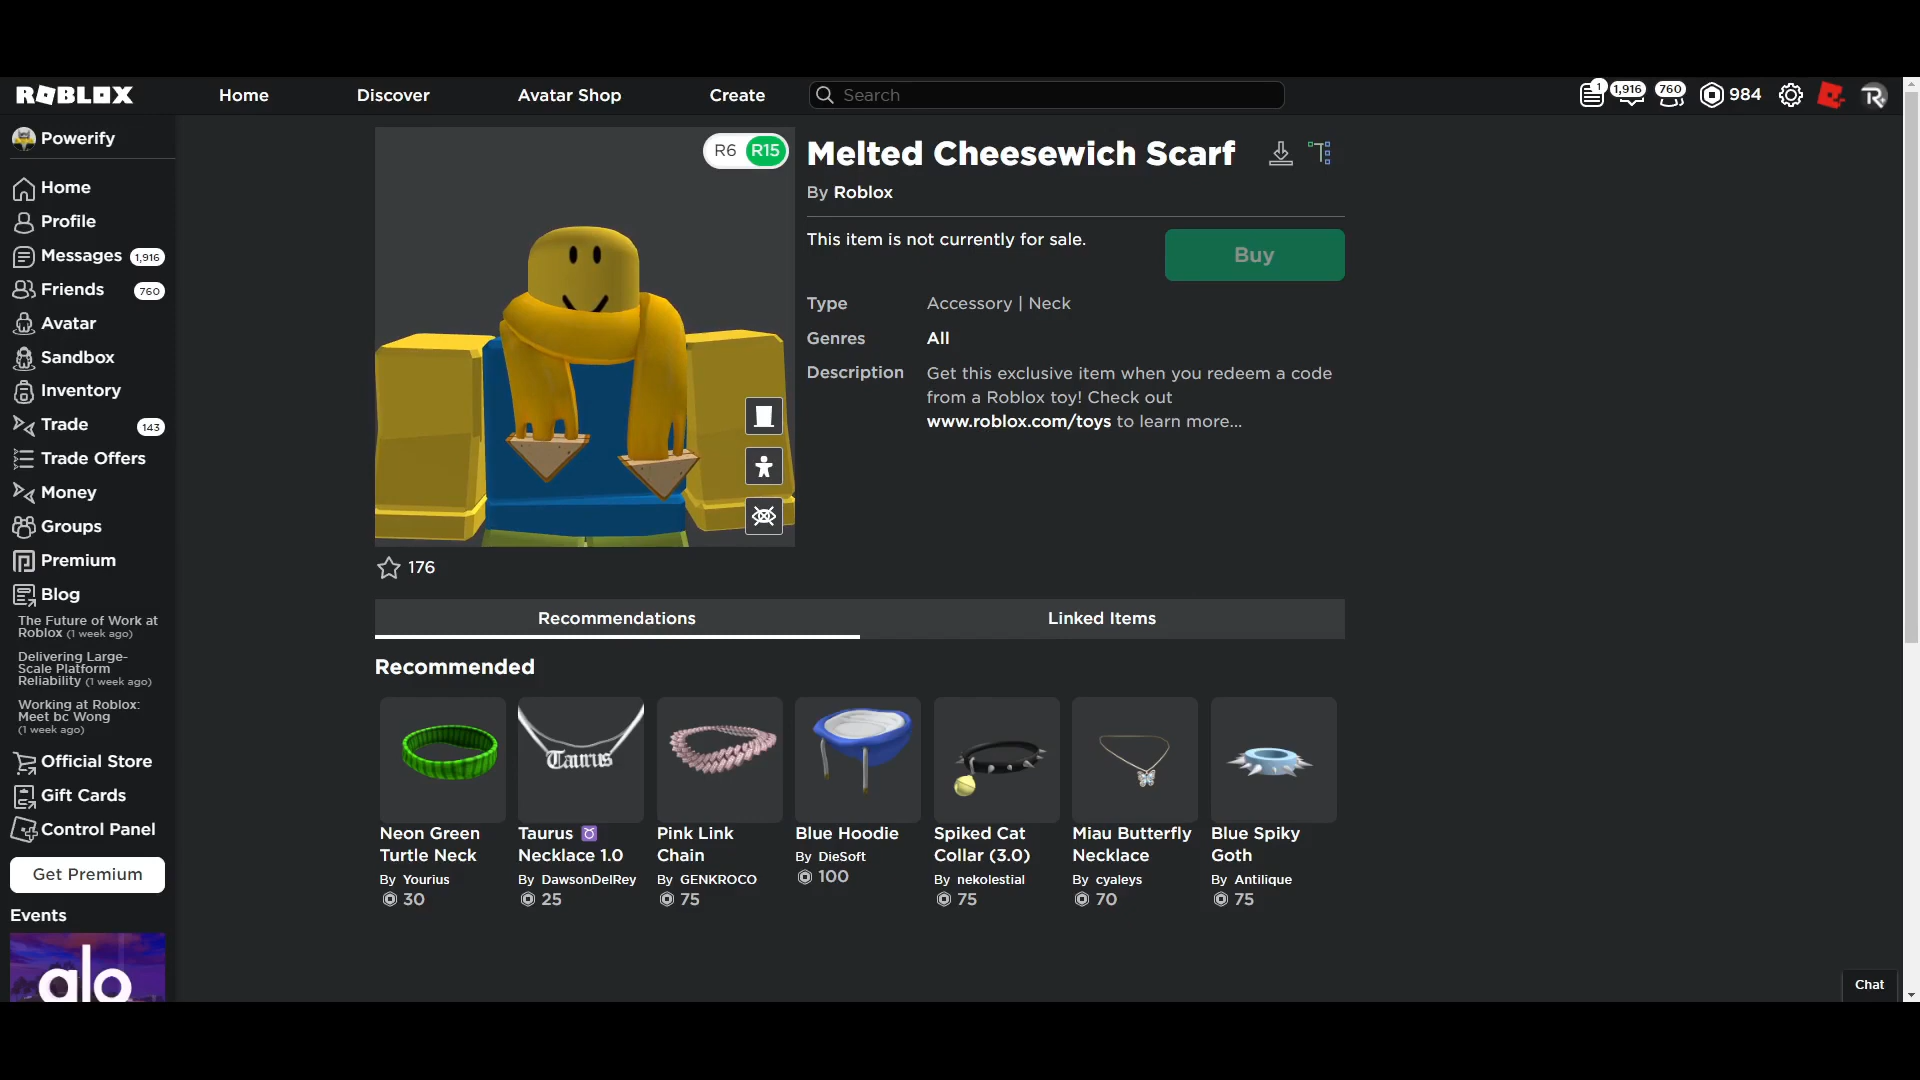 ROBLOX
Home
Discover
Avatar Shop
Create
Search
1
1,916
760
984
Powerify
Home
Profile
Messages 1,916
Friends 760
Avatar
Sandbox
Inventory
Trade 143
Trade Offers
Money
Groups
Premium
Blog
The Future of Work at
Roblox (1 week ago)
Delivering Large-
Scale Platform
Reliability (1 week ago)
Working at Roblox:
Meet bc Wong
(1 week ago)
Official Store
Gift Cards
Control Panel
Get Premium
Events
alo
R6 R15
Melted Cheesewich Scarf
By Roblox
This item is not currently for sale.
Buy
Type Accessory | Neck
Genres All
Description Get this exclusive item when you redeem a code
from a Roblox toy! Check out
www.roblox.com/toys to learn more...
176
Recommendations
Linked Items
Recommended
Taurus
Neon Green
Turtle Neck
By Yourius
30
Taurus ♉
Necklace 1.0
By DawsonDelRey
25
Pink Link
Chain
By GENKROCO
75
Blue Hoodie
By DieSoft
100
Spiked Cat
Collar (3.0)
By nekolestial
75
Miau Butterfly
Necklace
By cyaleys
70
Blue Spiky
Goth
By Antilique
75
Chat